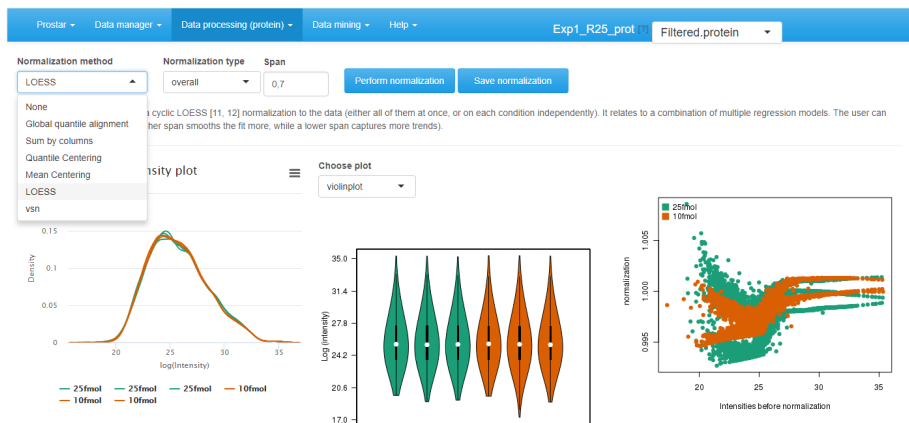 Prostar Data manager Data processing (protein) Data mining Help Exp1_R25_prot [?] Filtered.protein
Normalization method Normalization type Span
LOESS overall 0,7 Perform normalization Save normalization
None
Global quantile alignment
Sum by columns
Quantile Centering
Mean Centering
LOESS
vsn
cyclic LOESS [11, 12] normalization to the data (either all of them at once, or on each condition independently). It relates to a combination of multiple regression models. The user can
her span smooths the fit more, while a lower span captures more trends).
sity plot
Choose plot
violinplot
0.15
0.1
0.05
0
Density
20 25 30 35
log(Intensity)
25fmol 25fmol 25fmol 10fmol
10fmol 10fmol
35.0
31.4
27.8
24.2
20.6
17.0
(intensity)
25fmol
10fmol
1.005
1.000
0.995
normalization
20 25 30 35
Intensities before normalization